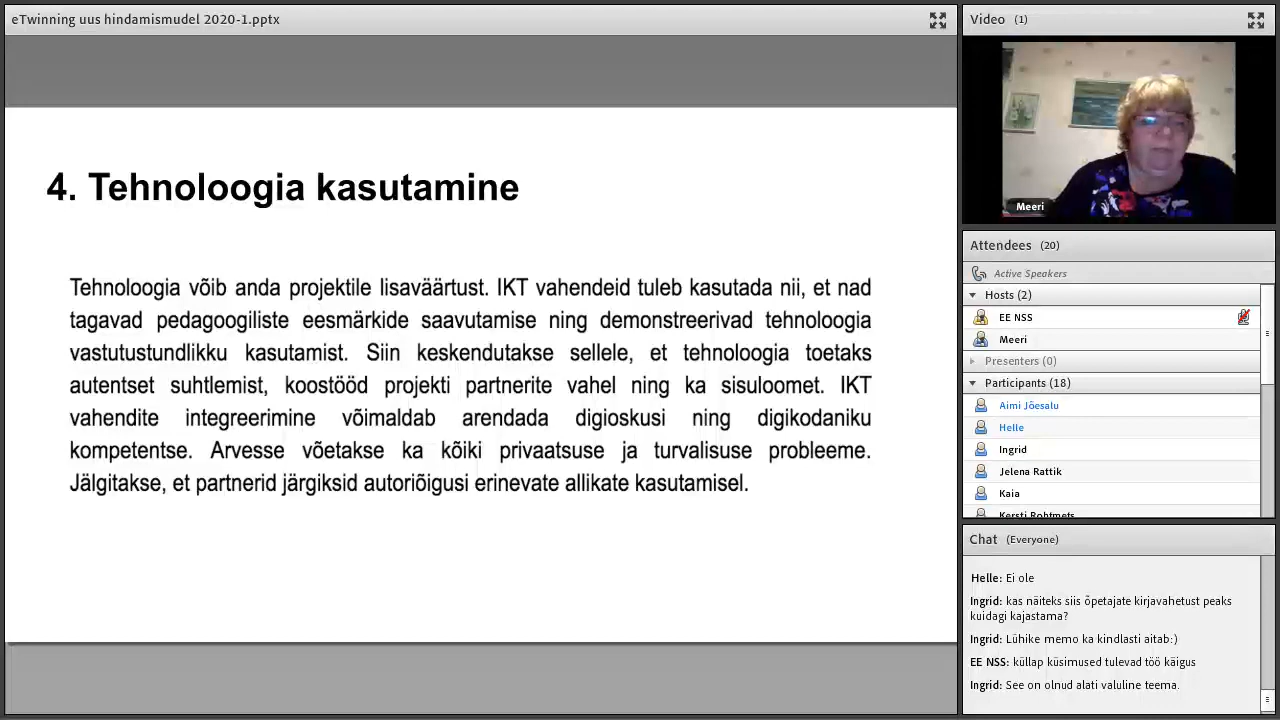 eTwinning uus hindamismudel 2020-1.pptx
4. Tehnoloogia kasutamine
Tehnoloogia võib anda projektile lisaväärtust. IKT vahendeid tuleb kasutada nii, et nad
tagavad pedagoogiliste eesmärkide saavutamise ning demonstreerivad tehnoloogia
vastutustundlikku kasutamist. Siin keskendutakse sellele, et tehnoloogia toetaks
autentset suhtlemist, koostööd projekti partnerite vahel ning ka sisuloomet. IKT
vahendite integreerimine võimaldab arendada digioskusi ning digikodaniku
kompetentse. Arvesse võetakse ka kõiki privaatsuse ja turvalisuse probleeme.
Jälgitakse, et partnerid järgiksid autoriõigusi erinevate allikate kasutamisel.
Video (1)
Meeri
Attendees (20)
Active Speakers
Hosts (2)
EE NSS
Meeri
Presenters (0)
Participants (18)
Aimi Jõesalu
Helle
Ingrid
Jelena Rattik
Kaia
Kersti Rohtmets
Chat (Everyone)
Helle: Ei ole
Ingrid: kas näiteks siis õpetajate kirjavahetust peaks
kuidagi kajastama?
Ingrid: Lühike memo ka kindlasti aitab:)
EE NSS: küllap küsimused tulevad töö käigus
Ingrid: See on olnud alati valuline teema.